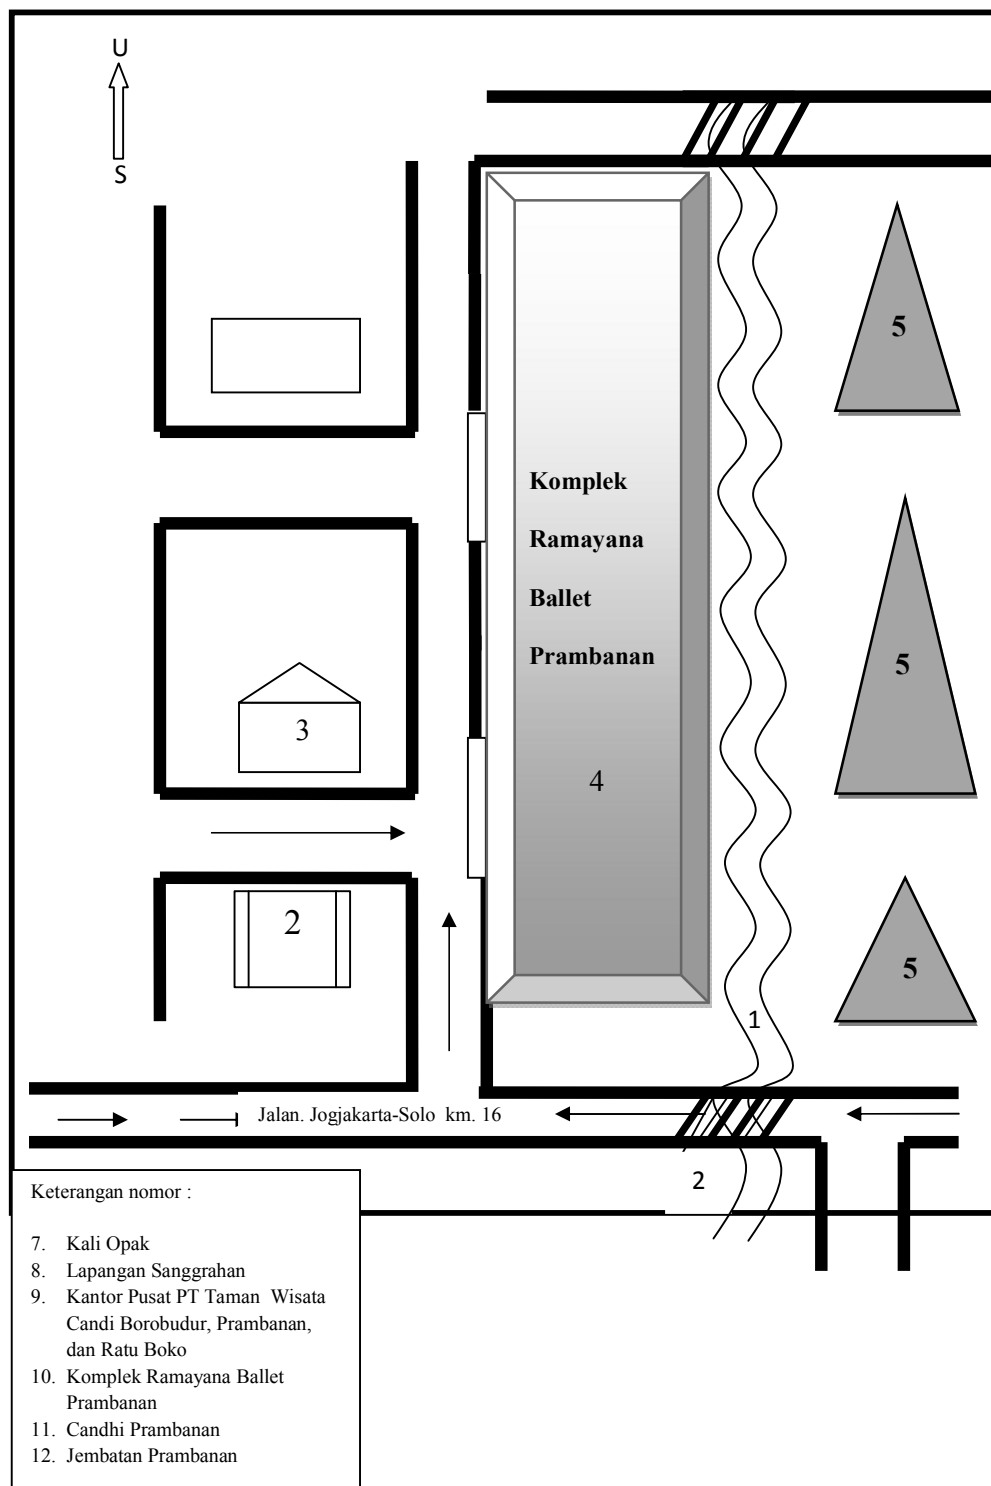 U
S
5
Komplek
Ramayana
Ballet
Prambanan
5
3
4
2
5
1
Jalan. Jogjakarta-Solo km. 16
2
Keterangan nomor :
7. Kali Opak
8. Lapangan Sanggrahan
9. Kantor Pusat PT Taman Wisata
Candi Borobudur, Prambanan,
dan Ratu Boko
10. Komplek Ramayana Ballet
Prambanan
11. Candhi Prambanan
12. Jembatan Prambanan